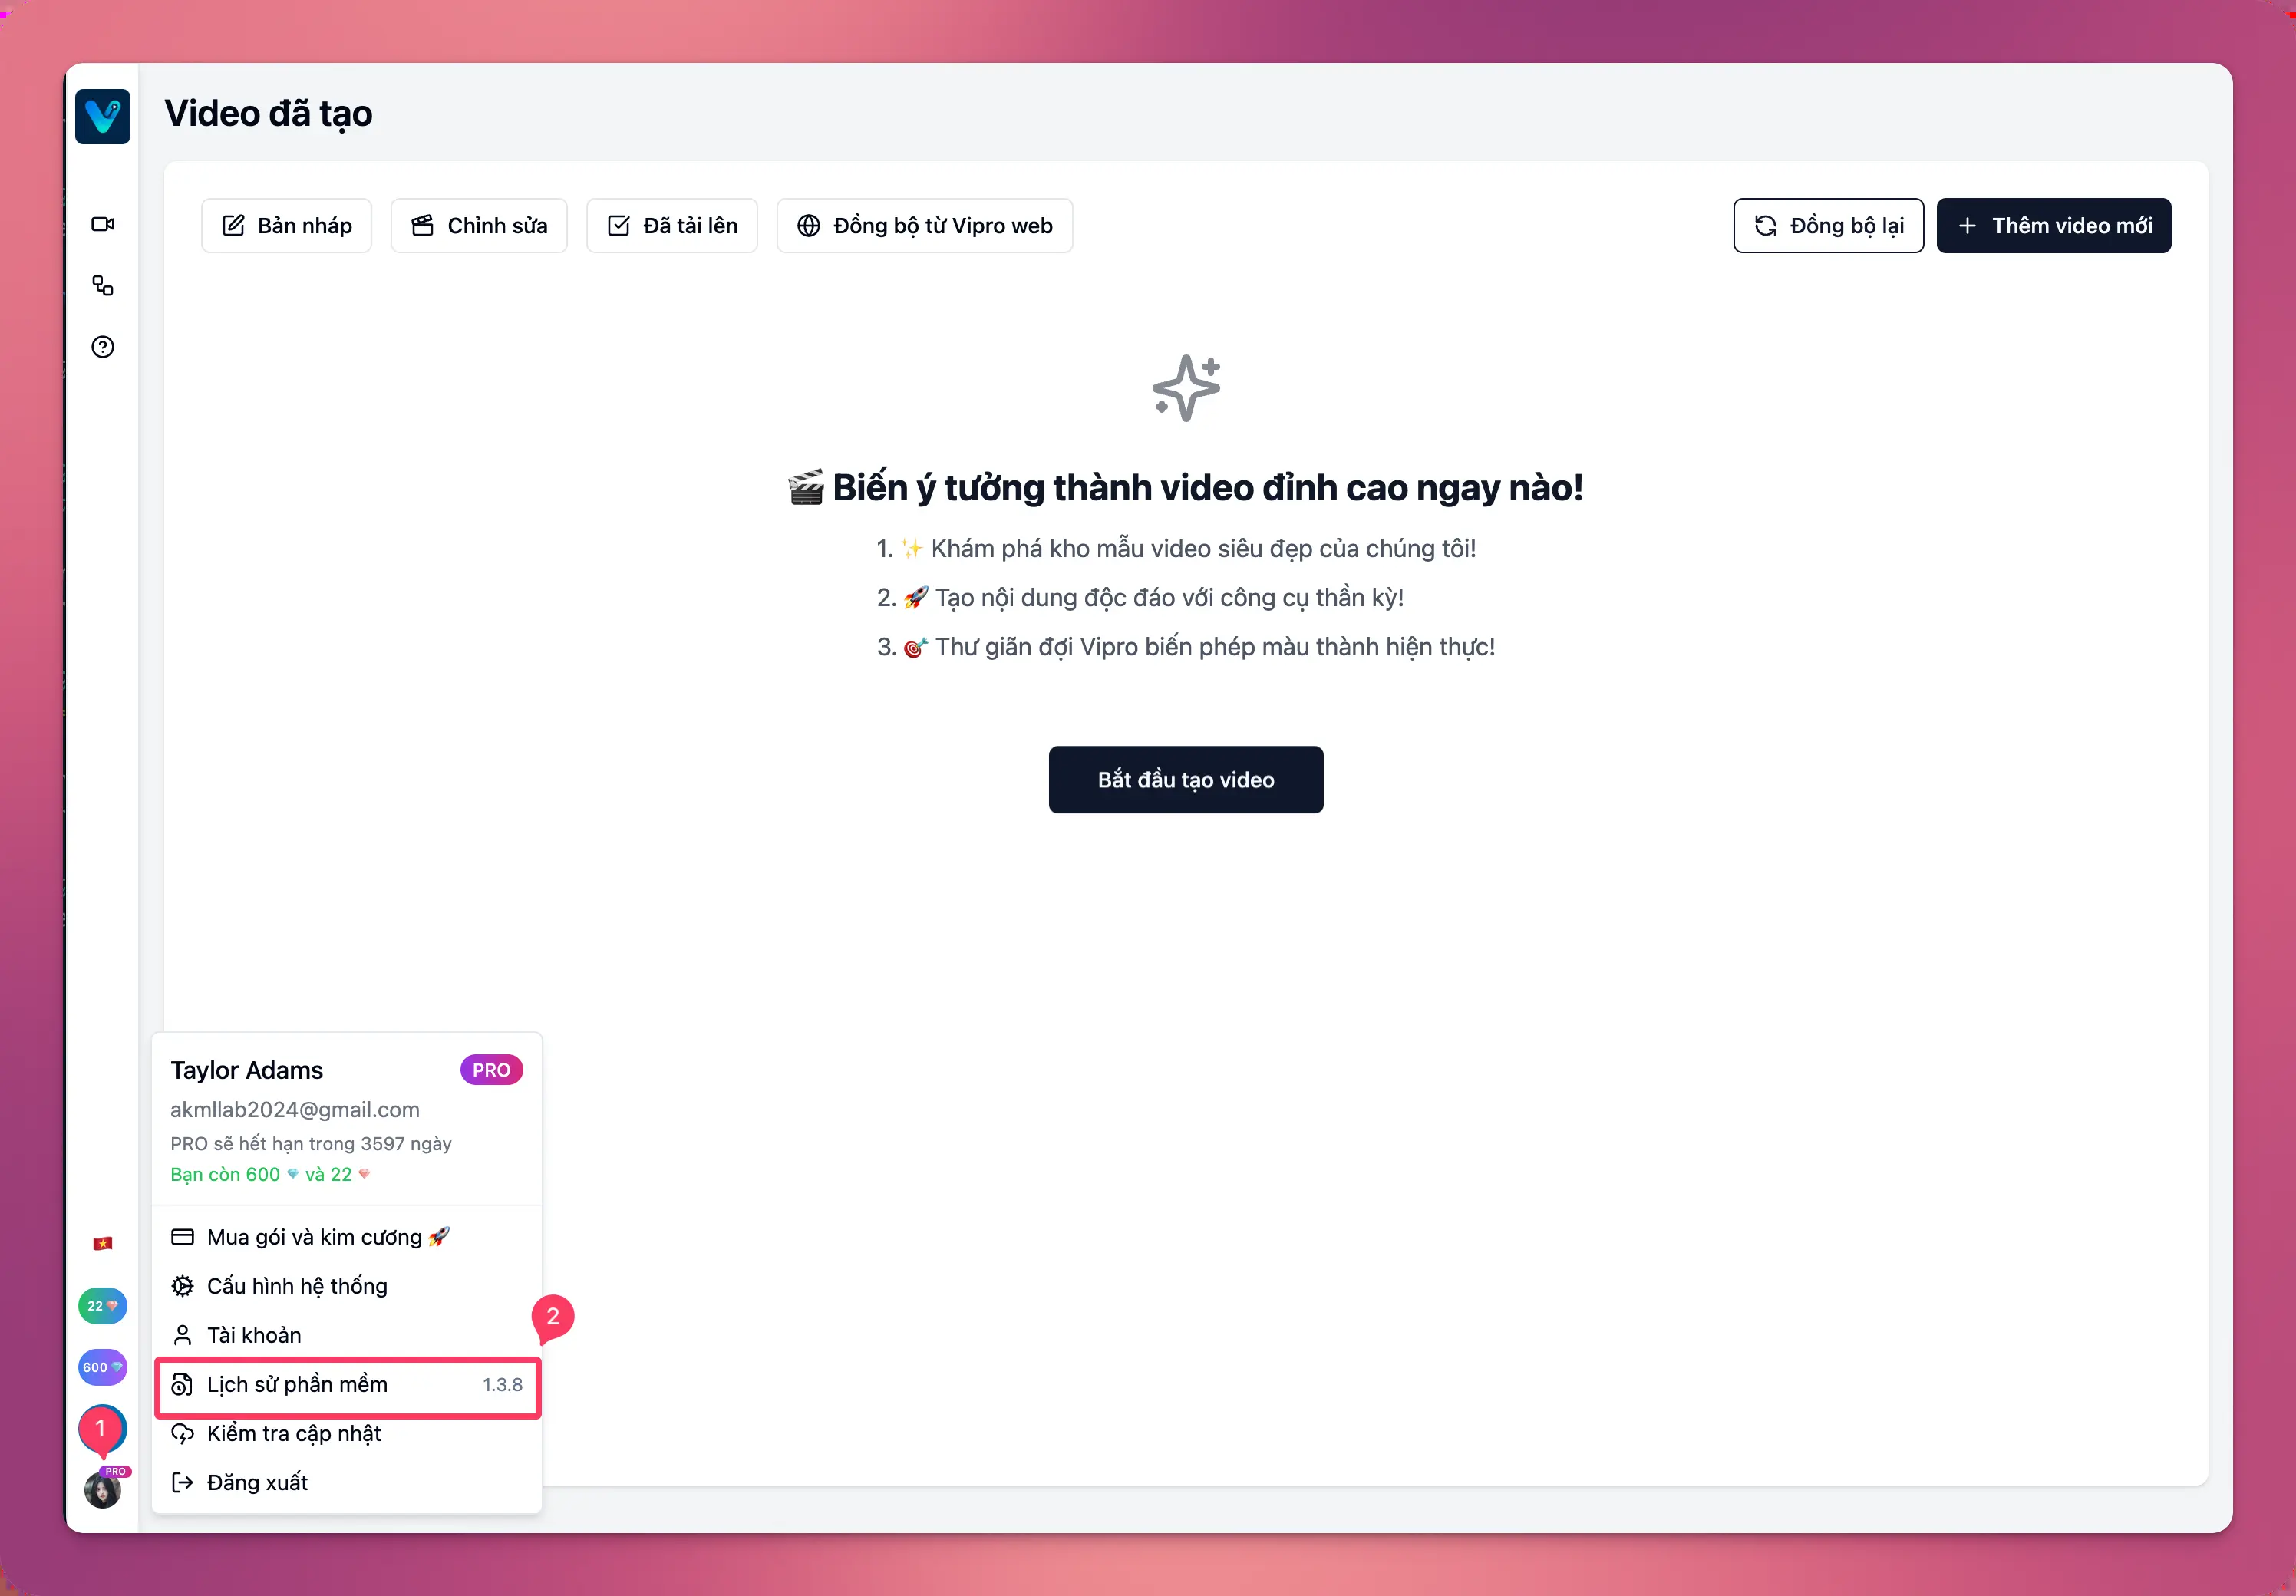 Video đã tạo
Bản nháp
Chỉnh sửa
Đã tải lên
Đồng bộ từ Vipro web
Đồng bộ lại
Thêm video mới
🎬 Biến ý tưởng thành video đỉnh cao ngay nào!
1. ✨ Khám phá kho mẫu video siêu đẹp của chúng tôi!
2. 🚀 Tạo nội dung độc đáo với công cụ thần kỳ!
3. 🎯 Thư giãn đợi Vipro biến phép màu thành hiện thực!
Bắt đầu tạo video
Taylor Adams
PRO
akmllab2024@gmail.com
PRO sẽ hết hạn trong 3597 ngày
Bạn còn 600 💎 và 22 💎
Mua gói và kim cương 🚀
Cấu hình hệ thống
Tài khoản
2
Lịch sử phần mềm 1.3.8
Kiểm tra cập nhật
Đăng xuất
22
600
1
PRO